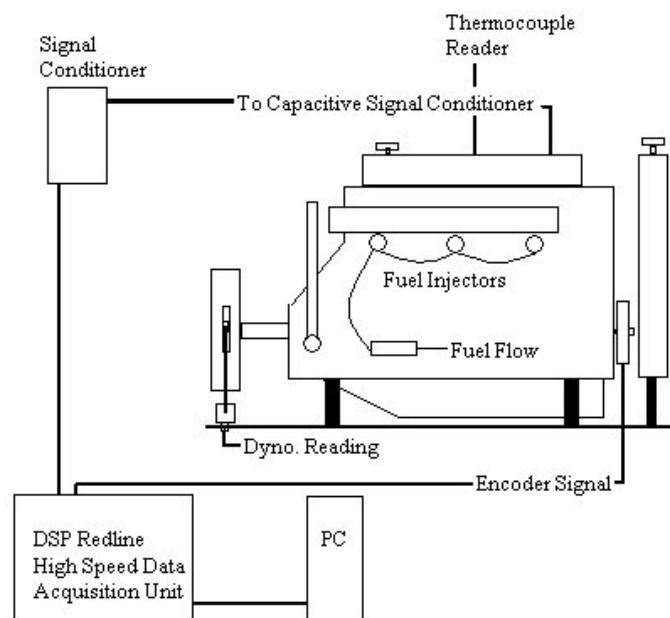 Thermocouple
Reader
Signal
Conditioner
To Capacitive Signal Conditioner
Fuel Injectors
Fuel Flow
Dyno. Reading
Encoder Signal
DSP Redline
High Speed Data
Acquisition Unit
PC